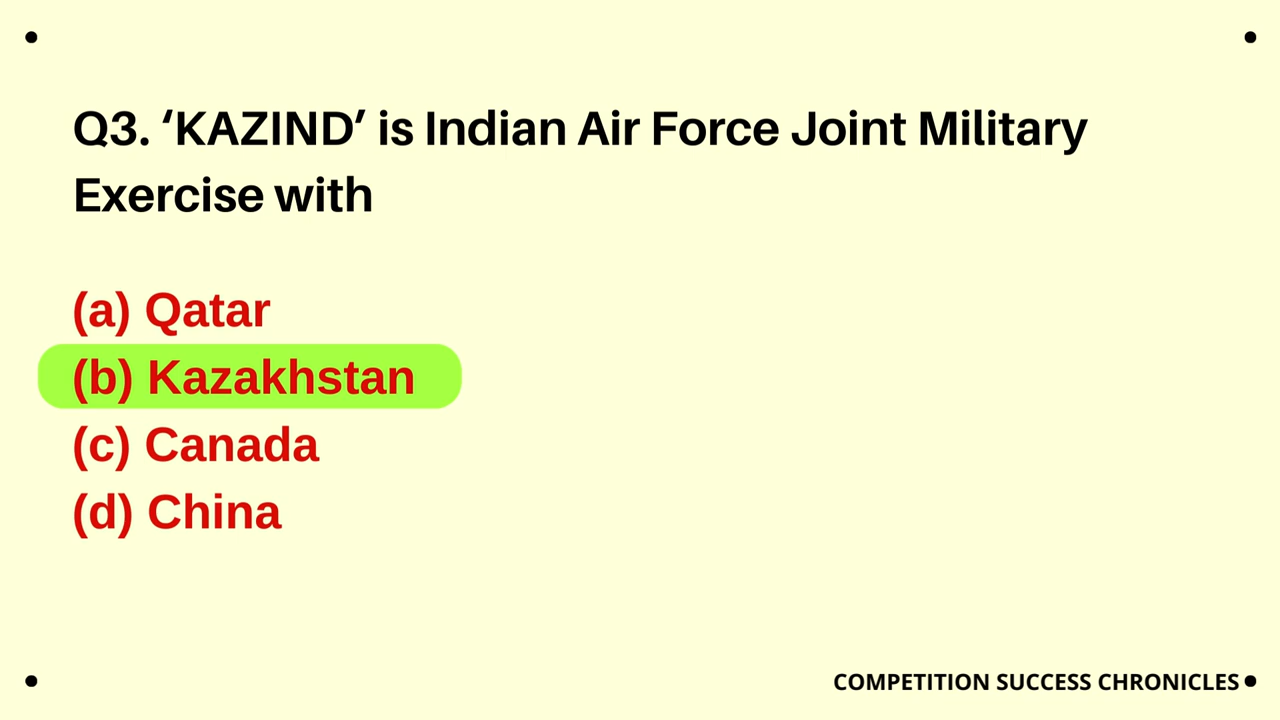 Q3. ‘KAZIND’ is Indian Air Force Joint Military
Exercise with
(a) Qatar
(b) Kazakhstan
(c) Canada
(d) China
COMPETITION SUCCESS CHRONICLES